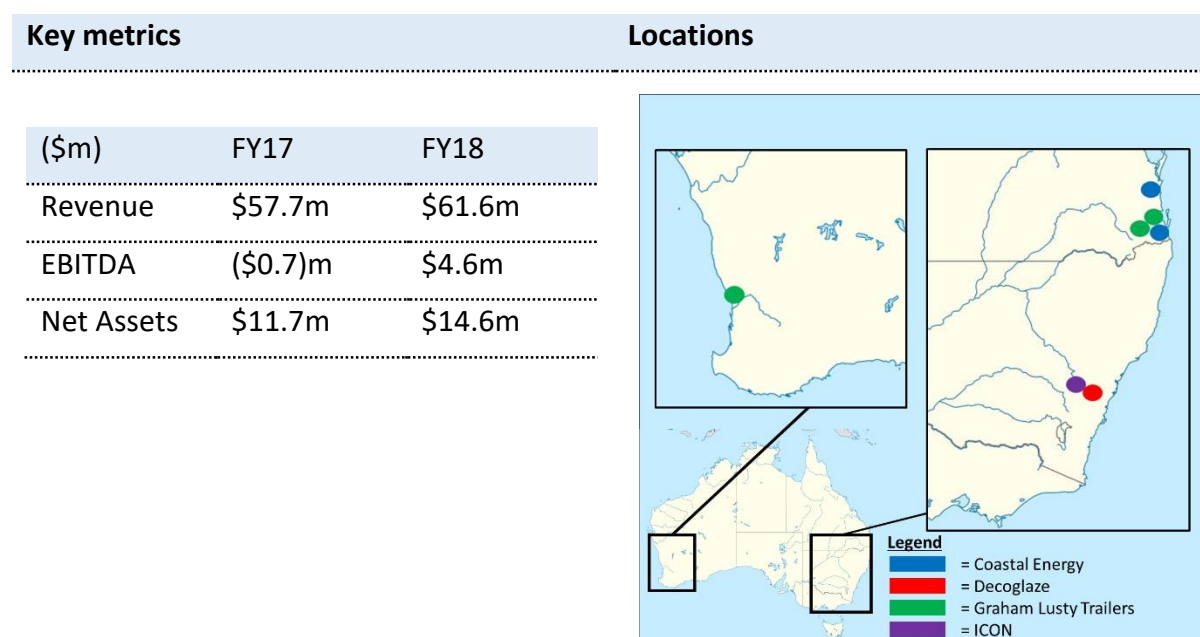 Key metrics
Locations
($m) FY17 FY18
Revenue $57.7m $61.6m
EBITDA ($0.7)m $4.6m
Net Assets $11.7m $14.6m
Legend
= Coastal Energy
= Decoglaze
= Graham Lusty Trailers
= ICON